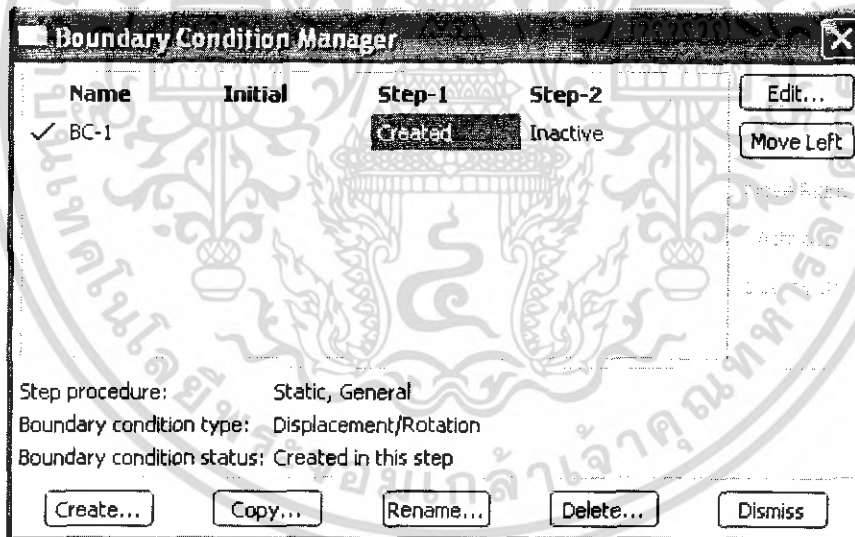 Boundary Condition Manager
Name Initial Step-1 Step-2
✓ BC-1 Created Inactive
Edit...
Move Left
Step procedure: Static, General
Boundary condition type: Displacement/Rotation
Boundary condition status: Created in this step
Create... Copy... Rename... Delete... Dismiss